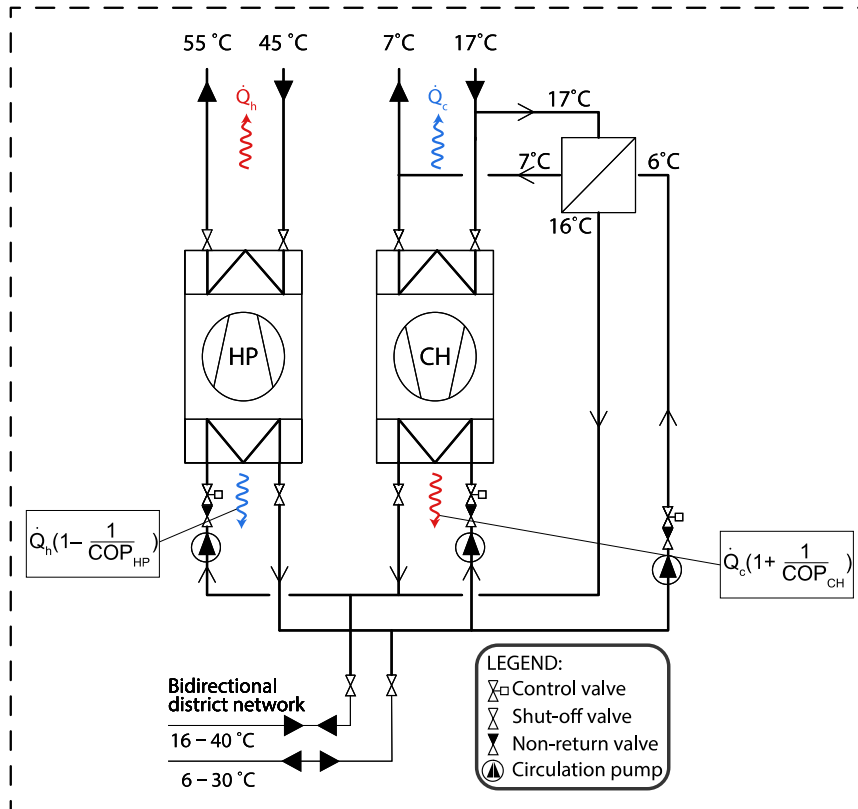 55 ˚C 45 ˚C 7˚C 17˚C
Q̇h Q̇c
17˚C
7˚C 6˚C
16˚C
HP CH
Q̇h(1− 1/COPHP)
Q̇c(1+ 1/COPCH)
Bidirectional
district network
16 – 40 ˚C
6 – 30 ˚C
LEGEND:
Control valve
Shut-off valve
Non-return valve
Circulation pump